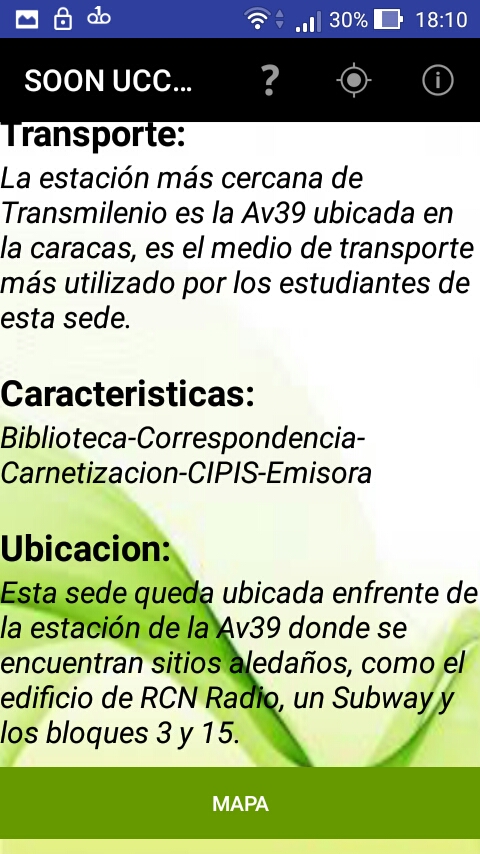 30% 18:10
SOON UCC...
Transporte:
La estación más cercana de
Transmilenio es la Av39 ubicada en
la caracas, es el medio de transporte
más utilizado por los estudiantes de
esta sede.
Caracteristicas:
Biblioteca-Correspondencia-
Carnetizacion-CIPIS-Emisora
Ubicacion:
Esta sede queda ubicada enfrente de
la estación de la Av39 donde se
encuentran sitios aledaños, como el
edificio de RCN Radio, un Subway y
los bloques 3 y 15.
MAPA